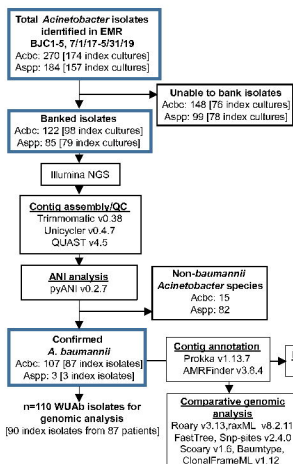 Total Acinetobacter isolates
identified in EMR
BJC1-5, 7/1/17-5/31/19
Acbc: 270 [174 index cultures]
Aspp: 184 [157 index cultures]
Unable to bank isolates
Acbc: 148 [76 index cultures]
Aspp: 99 [78 index cultures]
Banked isolates
Acbc: 122 [98 index cultures]
Aspp: 85 [79 index cultures]
Illumina NGS
Contig assembly/QC
Trimmomatic v0.38
Unicycler v0.4.7
QUAST v4.5
ANI analysis
pyANI v0.2.7
Non-baumannii
Acinetobacter species
Acbc: 15
Aspp: 82
Confirmed
A. baumannii
Acbc: 107 [87 index isolates]
Aspp: 3 [3 index isolates]
Contig annotation
Prokka v1.13.7
AMRFinder v3.8.4
n=110 WUAb isolates for
genomic analysis
[90 index isolates from 87 patients]
Comparative genomic
analysis
Roary v3.13,raxML v8.2.11
FastTree, Snp-sites v2.4.0
Scoary v1.6, Baumtype,
ClonalFrameML v1.12